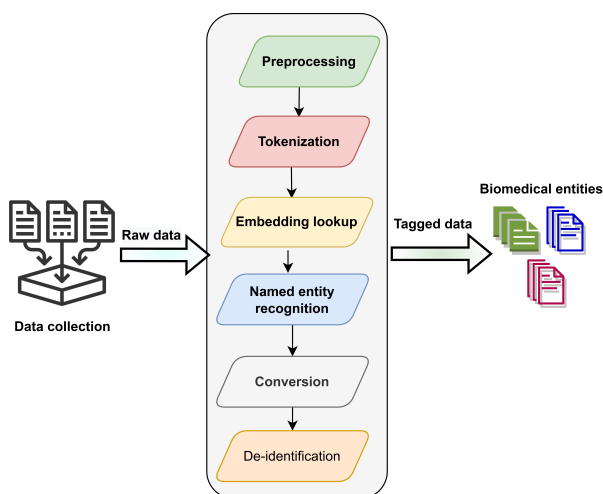 Preprocessing
Tokenization
Embedding lookup
Named entity
recognition
Conversion
De-identification
Raw data
Data collection
Tagged data
Biomedical entities